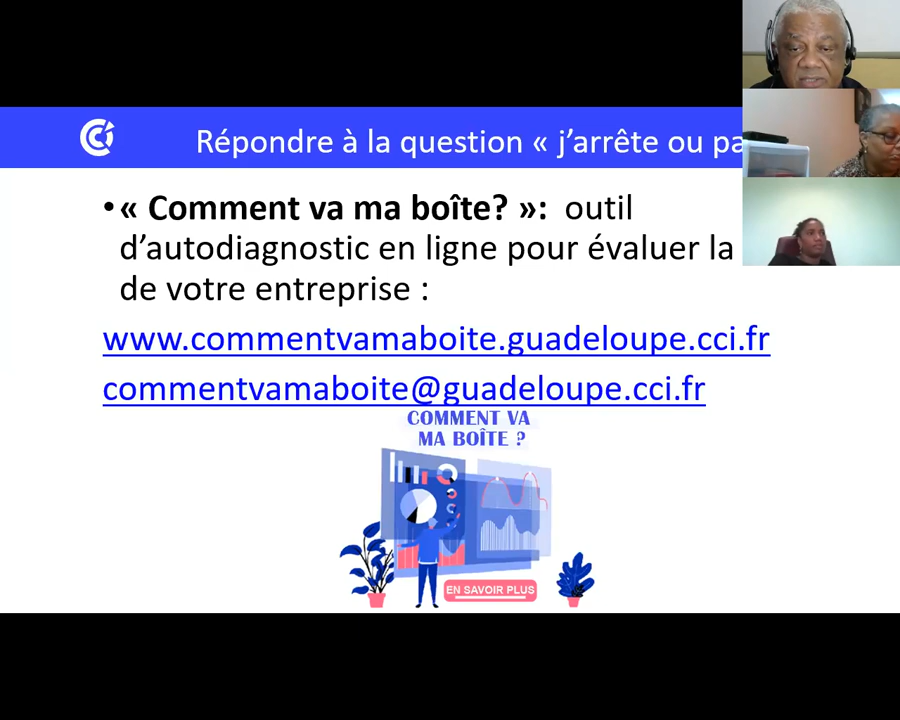 Répondre à la question « j’arrête ou pa
•« Comment va ma boîte? »: outil
d’autodiagnostic en ligne pour évaluer la
de votre entreprise :
www.commentvamaboite.guadeloupe.cci.fr
commentvamaboite@guadeloupe.cci.fr
COMMENT VA
MA BOÎTE ?
EN SAVOIR PLUS